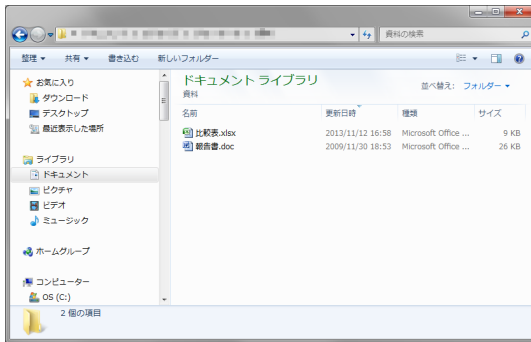 資料の検索
整理 ▼ 共有 ▼ 書き込む 新しいフォルダー
お気に入り
ダウンロード
デスクトップ
最近表示した場所
ライブラリ
ドキュメント
ピクチャ
ビデオ
ミュージック
ホームグループ
コンピューター
OS (C:)
ドキュメント ライブラリ
資料
並べ替え: フォルダー ▼
名前 更新日時 種類 サイズ
比較表.xlsx 2013/11/12 16:58 Microsoft Office ... 9 KB
報告書.doc 2009/11/30 18:53 Microsoft Office ... 26 KB
2 個の項目